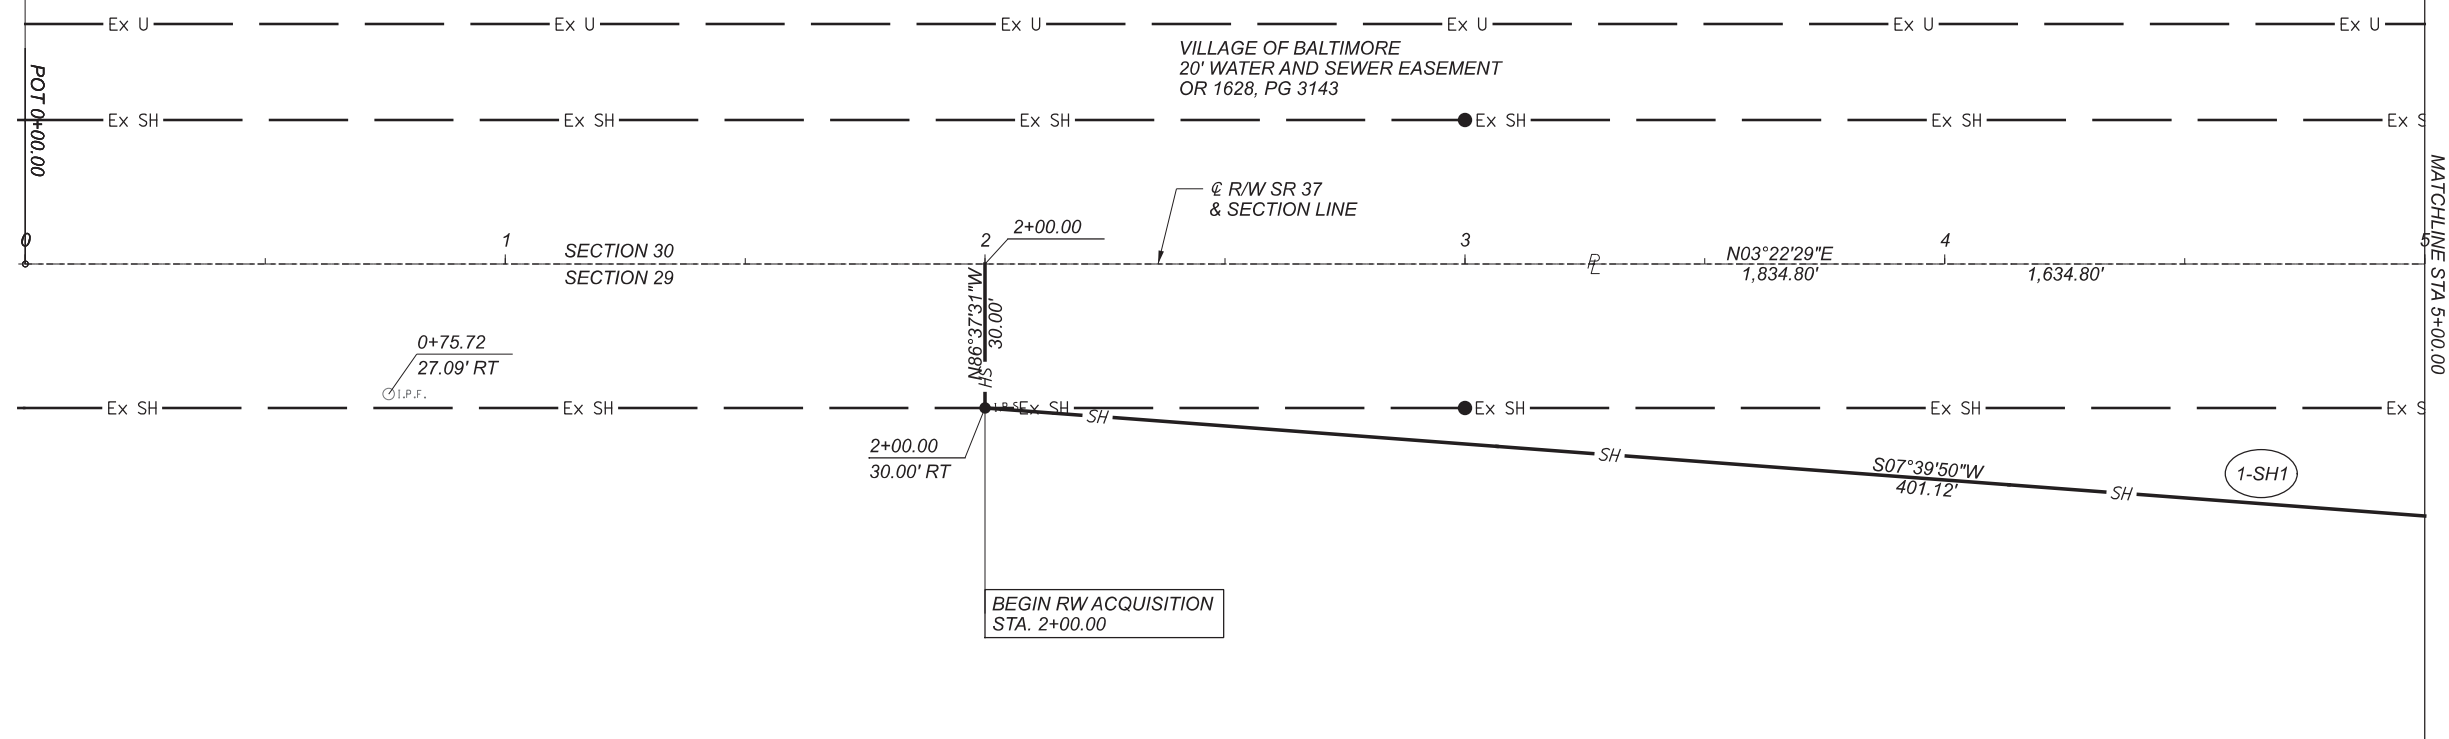 Ex U Ex U Ex U Ex U Ex U Ex U
VILLAGE OF BALTIMORE
20' WATER AND SEWER EASEMENT
OR 1628, PG 3143
POT 0+00.00
Ex SH Ex SH Ex SH Ex SH Ex SH Ex S
MATCHLINE STA 5+00.00
℄ R/W SR 37
& SECTION LINE
2+00.00
0 1 2 3 4 5
SECTION 30
SECTION 29
N03°22'29"E
1,834.80' 1,634.80'
PL
N86°37'31"W
30.00'
SH
0+75.72
27.09' RT
I.P.F.
Ex SH Ex SH I.P.S Ex SH Ex SH Ex SH Ex S
SH SH SH
2+00.00
30.00' RT
S07°39'50"W
401.12'
1-SH1
BEGIN RW ACQUISITION
STA. 2+00.00